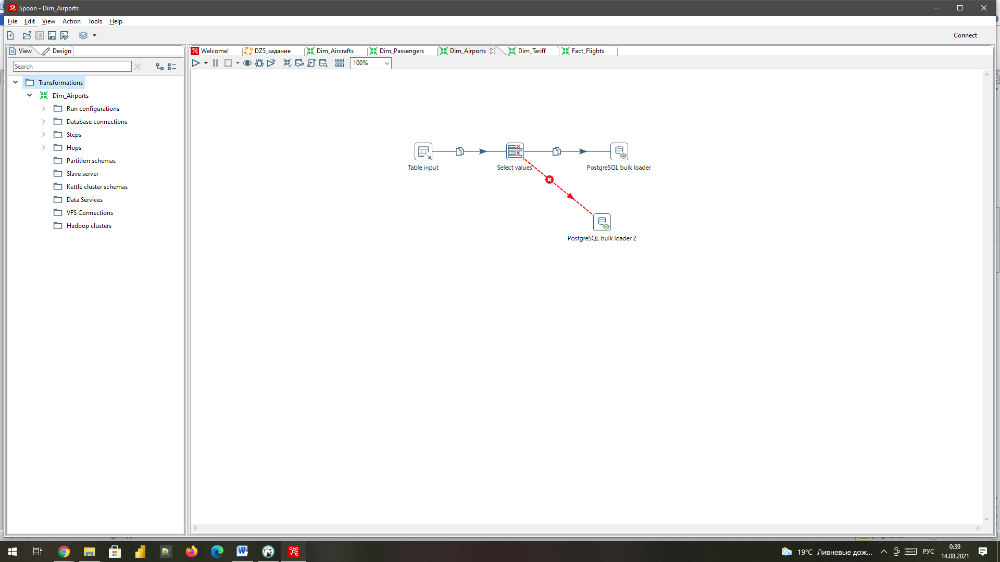 Spoon - Dim_Airports
File Edit View Action Tools Help
Connect
View Design
Welcome! DZ5_задание Dim_Aircrafts Dim_Passengers Dim_Airports Dim_Tariff Fact_Flights
Search
100%
Transformations
Dim_Airports
Run configurations
Database connections
Steps
Hops
Partition schemas
Slave server
Kettle cluster schemas
Data Services
VFS Connections
Hadoop clusters
Table input
Select values
PostgreSQL bulk loader
PostgreSQL bulk loader 2
19°C Ливневые дож...
РУС
0:39
14.08.2021